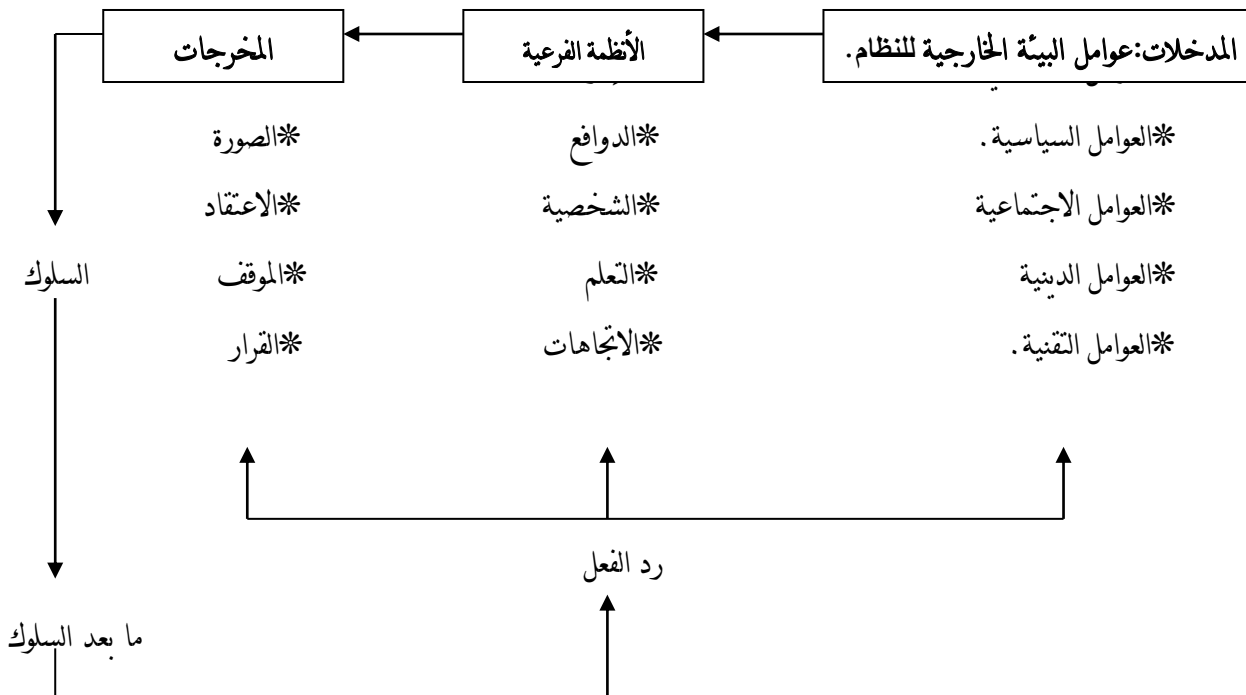 المدخلات:عوامل البيئة الخارجية للنظام.
الأنظمة الفرعية
المخرجات
*العوامل السياسية.
*الدوافع
*الصورة
*العوامل الاجتماعية
*الشخصية
*الاعتقاد
*العوامل الدينية
*التعلم
*الموقف
السلوك
*العوامل التقنية.
*الاتجاهات
*القرار
رد الفعل
ما بعد السلوك